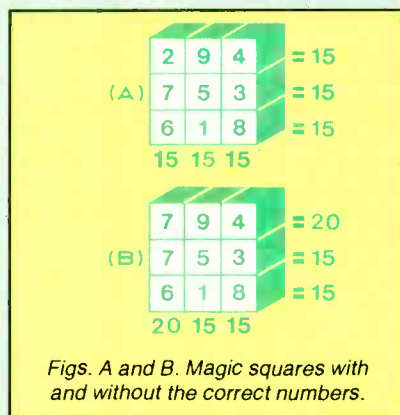 2 9 4 = 15
(A) 7 5 3 = 15
6 1 8 = 15
15 15 15
7 9 4 = 20
(B) 7 5 3 = 15
6 1 8 = 15
20 15 15
Figs. A and B. Magic squares with
and without the correct numbers.